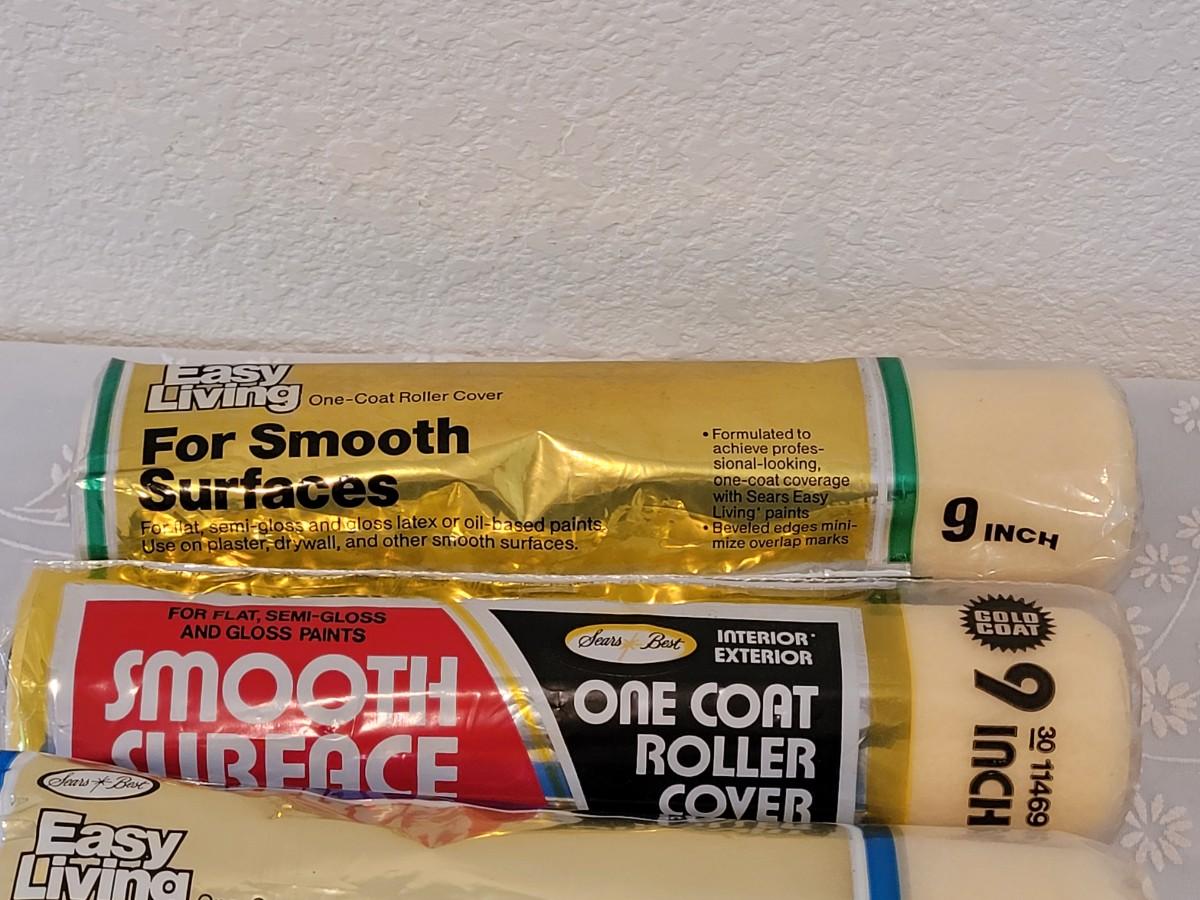 Easy
Living One-Coat Roller Cover
For Smooth
Surfaces
For flat, semi-gloss and gloss latex or oil-based paints.
Use on plaster, drywall, and other smooth surfaces.
• Formulated to
achieve profes-
sional-looking,
one-coat coverage
with Sears Easy
Living* paints
• Beveled edges mini-
mize overlap marks
9 INCH
FOR FLAT, SEMI-GLOSS
AND GLOSS PAINTS
SMOOTH
SURFACE
Sears Best
INTERIOR*
EXTERIOR
ONE COAT
ROLLER
COVER
GOLD
COAT
9 INCH
30 11469
Sears Best
Easy
Living